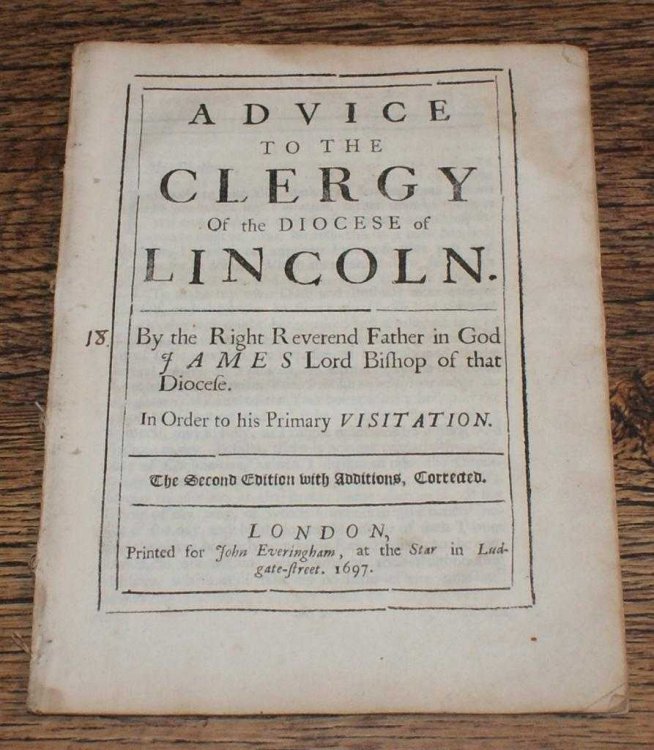 ADVICE
TO THE
CLERGY
Of the DIOCESE of
LINCOLN.
18. By the Right Reverend Father in God
JAMES Lord Biſhop of that
Dioceſe.
In Order to his Primary VISITATION.
The Second Edition with Additions, Corrected.
LONDON,
Printed for John Everingham, at the Star in Lud-
gate-ſtreet. 1697.